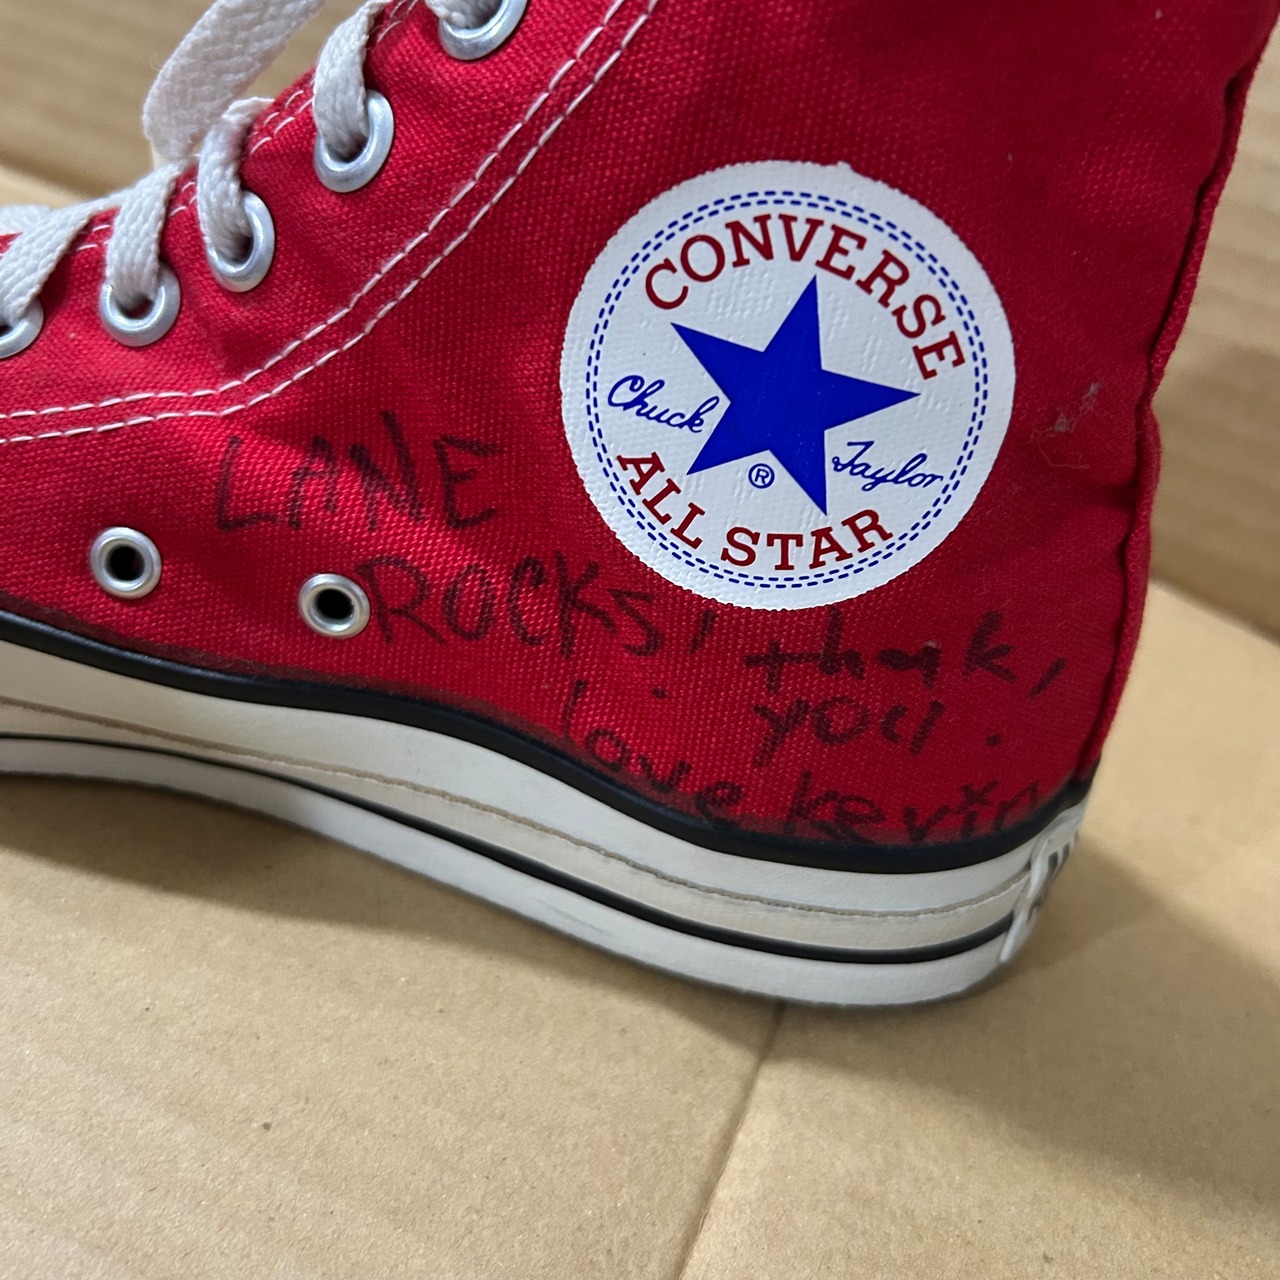 CONVERSE
Chuck Taylor
®
ALL STAR
LANE
ROCKS! thank,
you.
Love Kevin